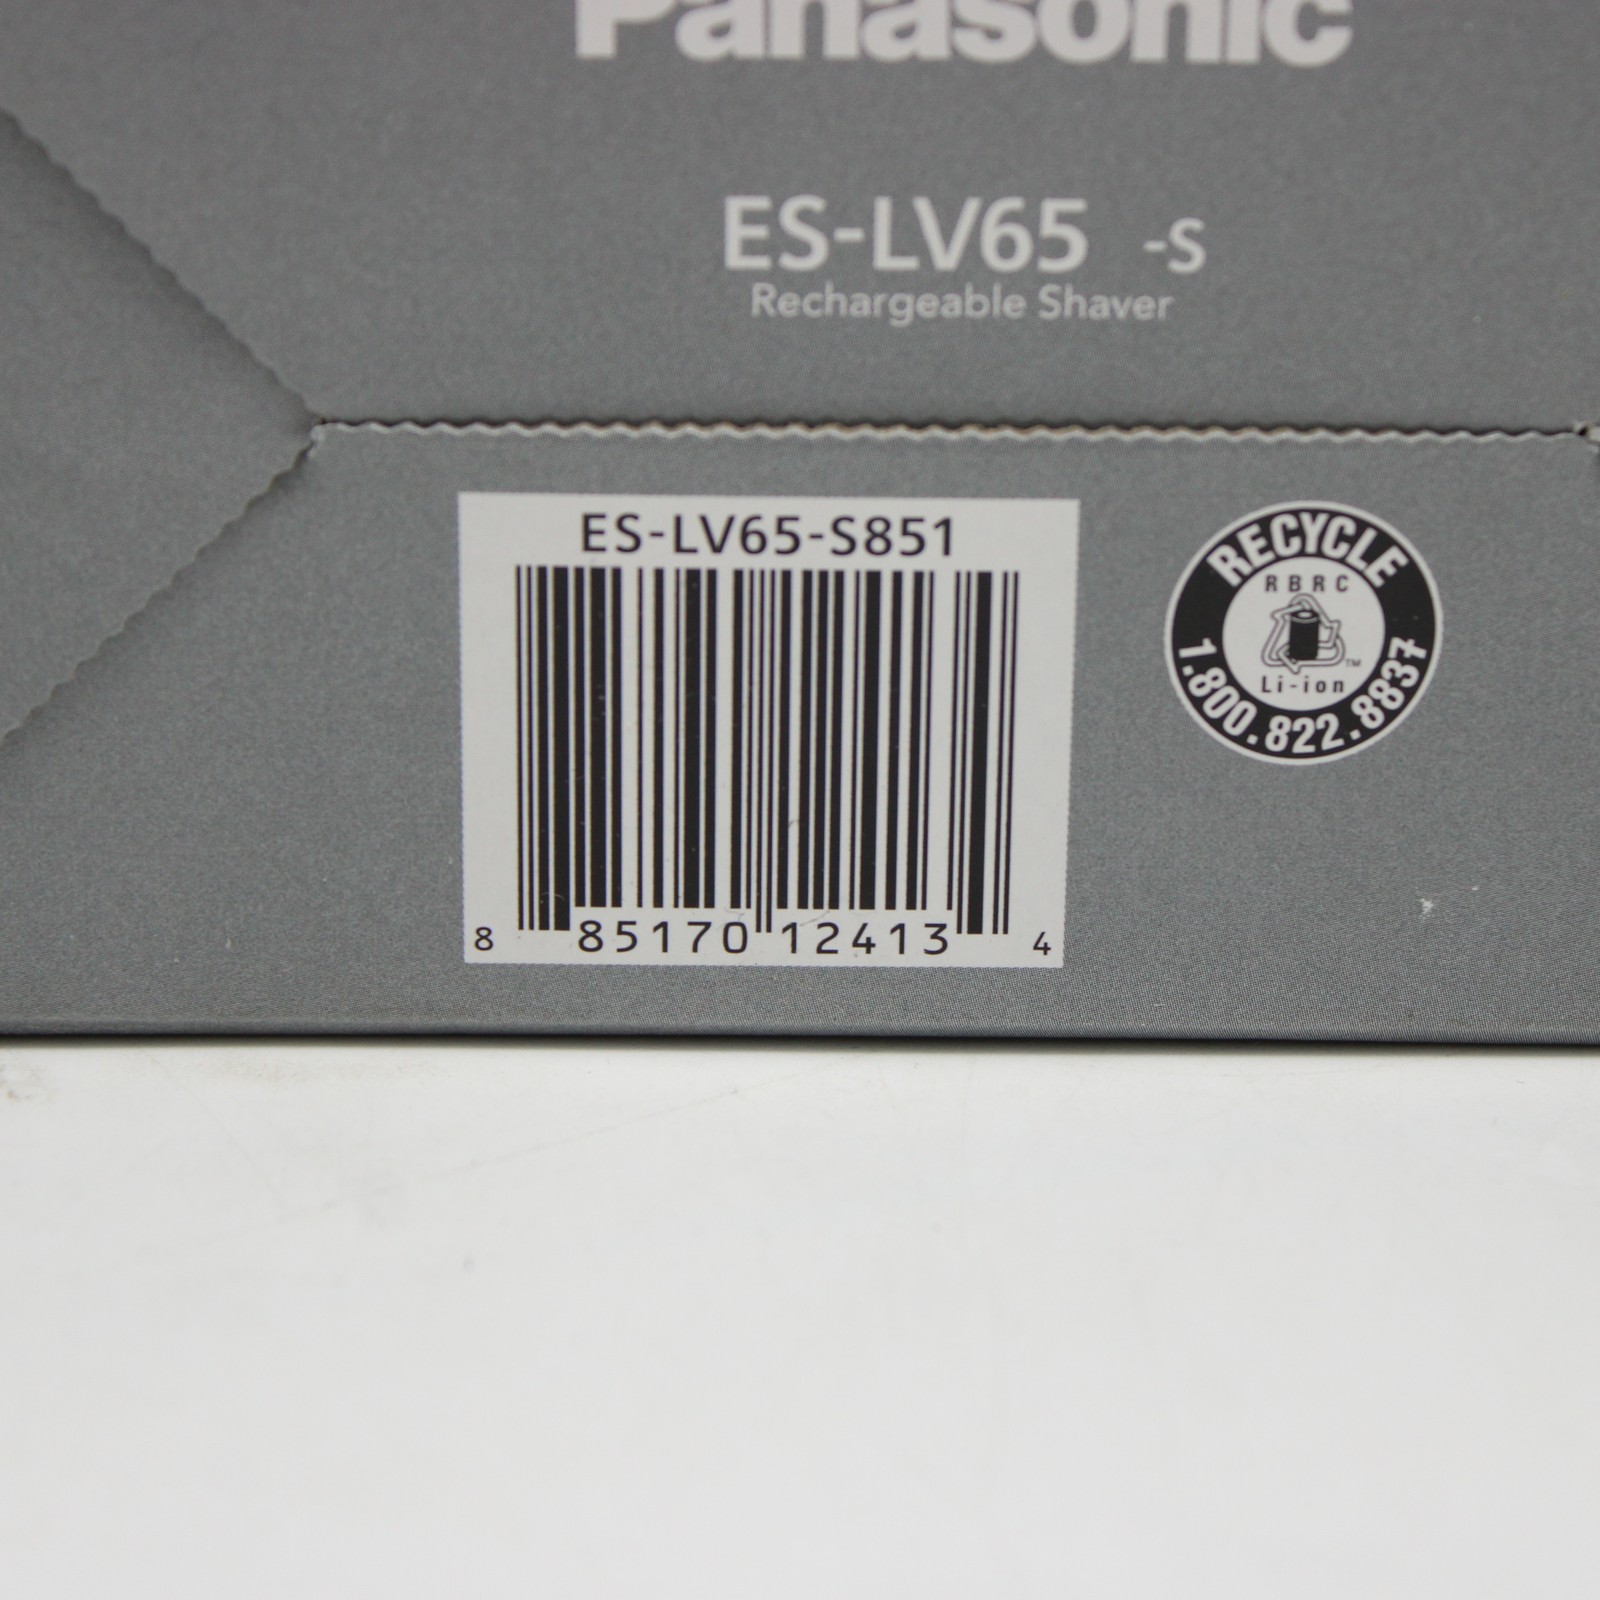 Panasonic
ES-LV65 -S
Rechargeable Shaver
ES-LV65-S851
8 85170 12413 4
RECYCLE
RBRC
TM
Li-ion
1.800.822.8837